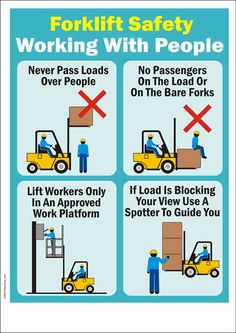 Forklift Safety
Working With People
Never Pass Loads
Over People
No Passengers
On The Load Or
On The Bare Forks
Lift Workers Only
In An Approved
Work Platform
If Load Is Blocking
Your View Use A
Spotter To Guide You